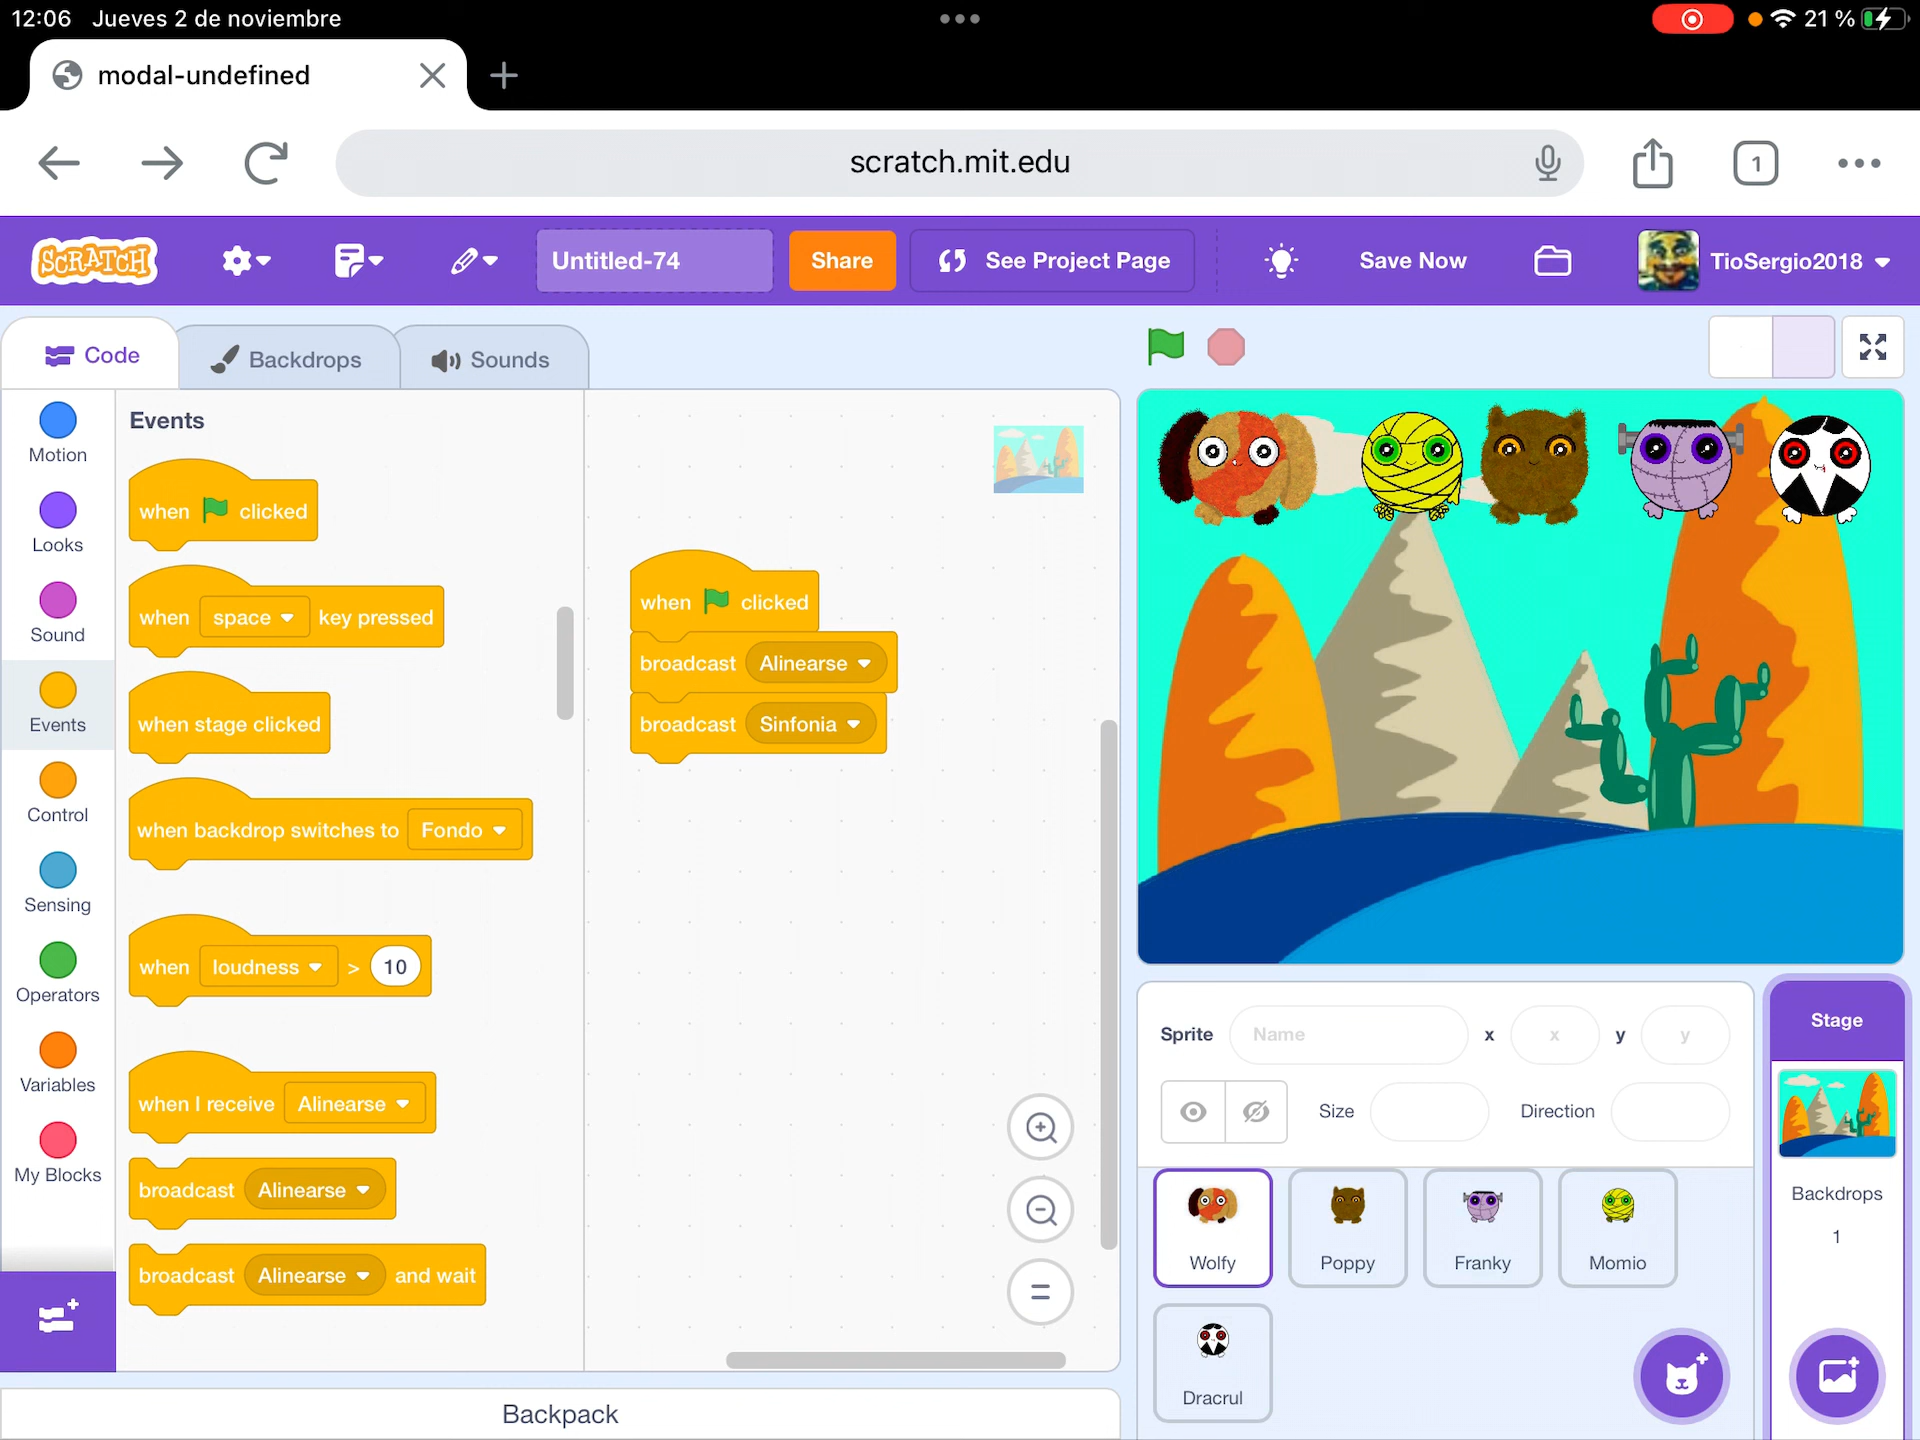 12:06 Jueves 2 de noviembre
21 %
modal-undefined
scratch.mit.edu
1
SCRATCH
Untitled-74
Share
See Project Page
Save Now
TioSergio2018
Code
Backdrops
Sounds
Motion
Looks
Sound
Events
Control
Sensing
Operators
Variables
My Blocks
Events
when clicked
when space key pressed
when stage clicked
when backdrop switches to Fondo
when loudness > 10
when I receive Alinearse
broadcast Alinearse
broadcast Alinearse and wait
when clicked
broadcast Alinearse
broadcast Sinfonia
Backpack
Sprite Name x x y y
Size Direction
Wolfy
Poppy
Franky
Momio
Dracrul
Stage
Backdrops
1